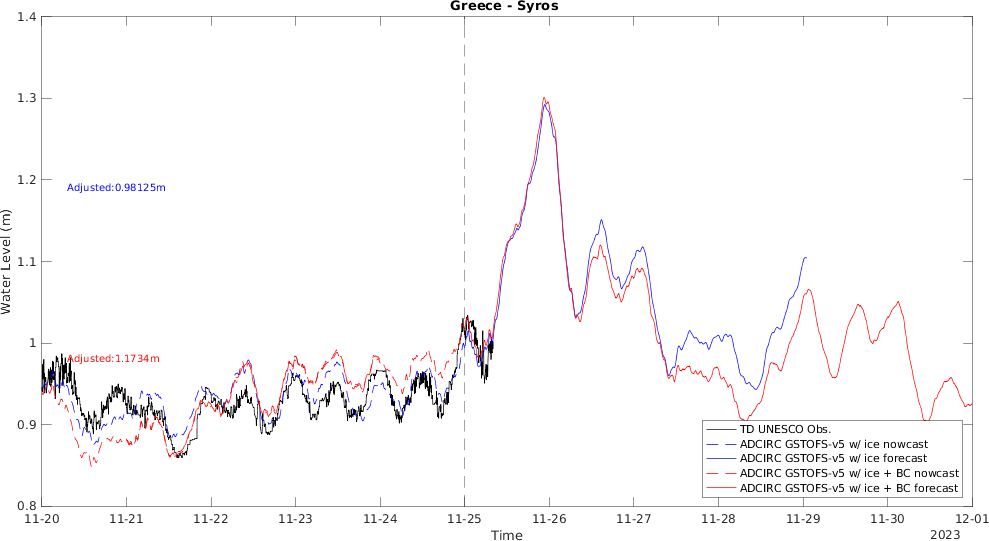 Greece - Syros
1.4
1.3
1.2
1.1
1
0.9
0.8
Water Level (m)
Adjusted:0.98125m
Adjusted:1.1734m
TD UNESCO Obs.
ADCIRC GSTOFS-v5 w/ ice nowcast
ADCIRC GSTOFS-v5 w/ ice forecast
ADCIRC GSTOFS-v5 w/ ice + BC nowcast
ADCIRC GSTOFS-v5 w/ ice + BC forecast
11-20 11-21 11-22 11-23 11-24 11-25 11-26 11-27 11-28 11-29 11-30 12-01
Time
2023